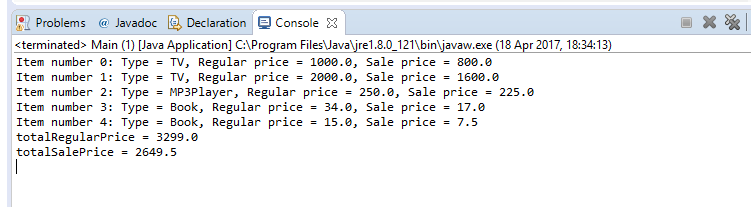 Problems @ Javadoc Declaration Console
<terminated> Main (1) [Java Application] C:\Program Files\Java\jre1.8.0_121\bin\javaw.exe (18 Apr 2017, 18:34:13)
Item number 0: Type = TV, Regular price = 1000.0, Sale price = 800.0
Item number 1: Type = TV, Regular price = 2000.0, Sale price = 1600.0
Item number 2: Type = MP3Player, Regular price = 250.0, Sale price = 225.0
Item number 3: Type = Book, Regular price = 34.0, Sale price = 17.0
Item number 4: Type = Book, Regular price = 15.0, Sale price = 7.5
totalRegularPrice = 3299.0
totalSalePrice = 2649.5